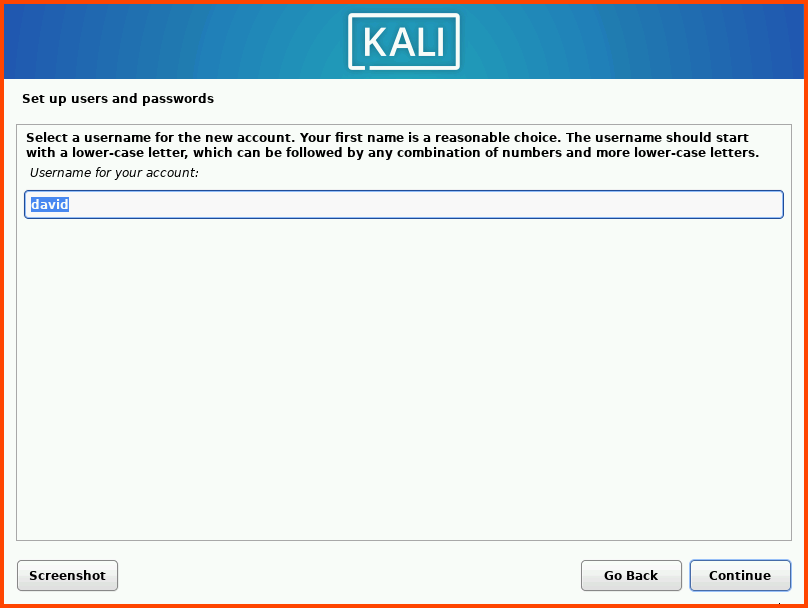 KALI
Set up users and passwords
Select a username for the new account. Your first name is a reasonable choice. The username should start
with a lower-case letter, which can be followed by any combination of numbers and more lower-case letters.
Username for your account:
david
Screenshot
Go Back
Continue